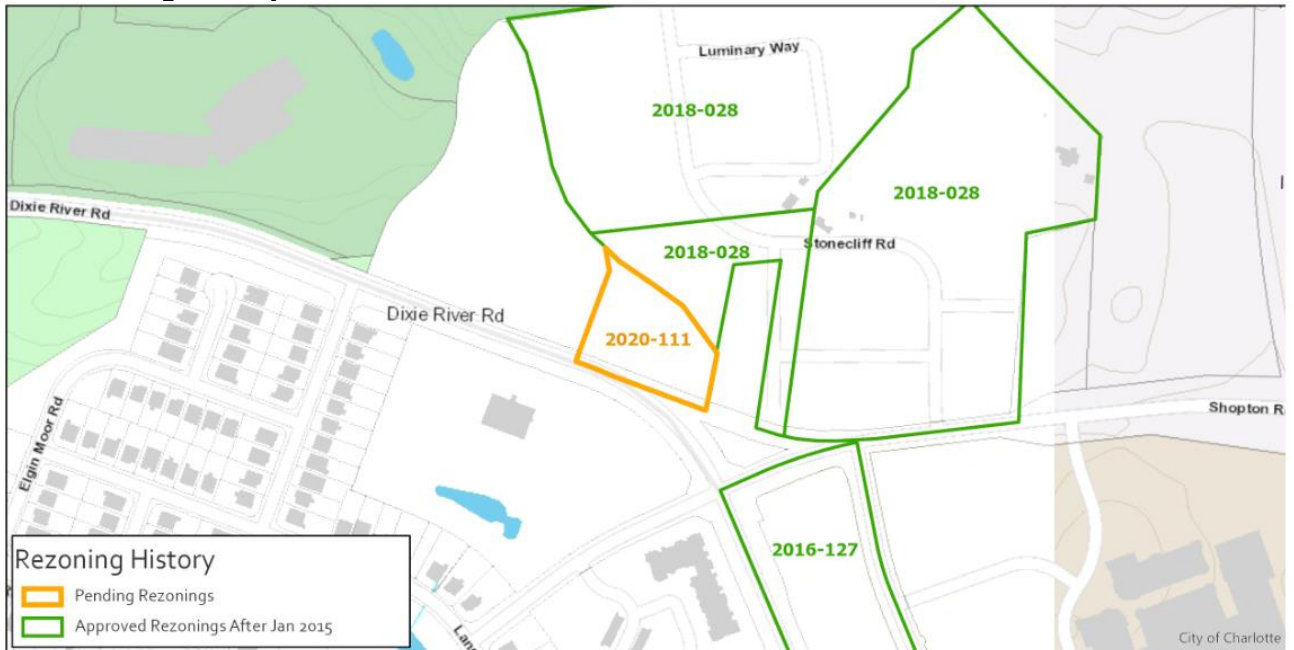 Luminary Way
2018-028
2018-028
Dixie River Rd
Stonecliff Rd
2018-028
Dixie River Rd
2020-111
Shopton R
Elgin Moor Rd
2016-127
Rezoning History
Pending Rezonings
Approved Rezonings After Jan 2015
Lan
City of Charlotte